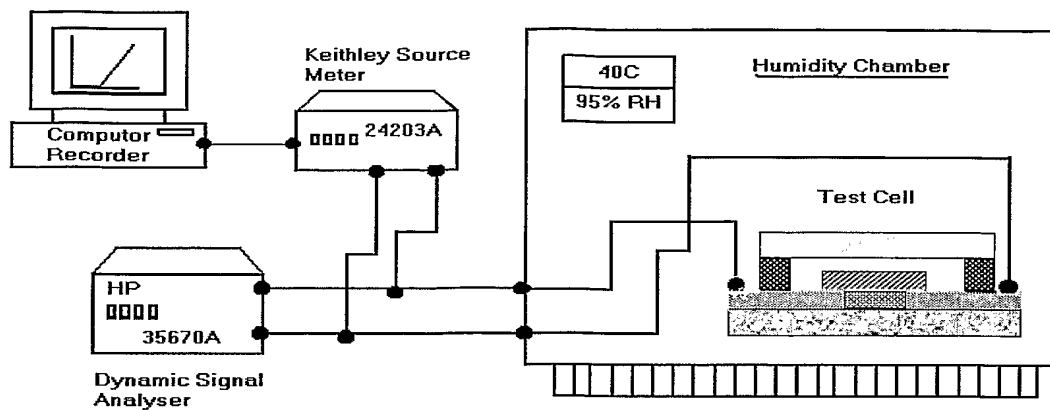 Keithley Source
Meter
24203A
Computor
Recorder
40C
95% RH
Humidity Chamber
Test Cell
HP
35670A
Dynamic Signal
Analyser